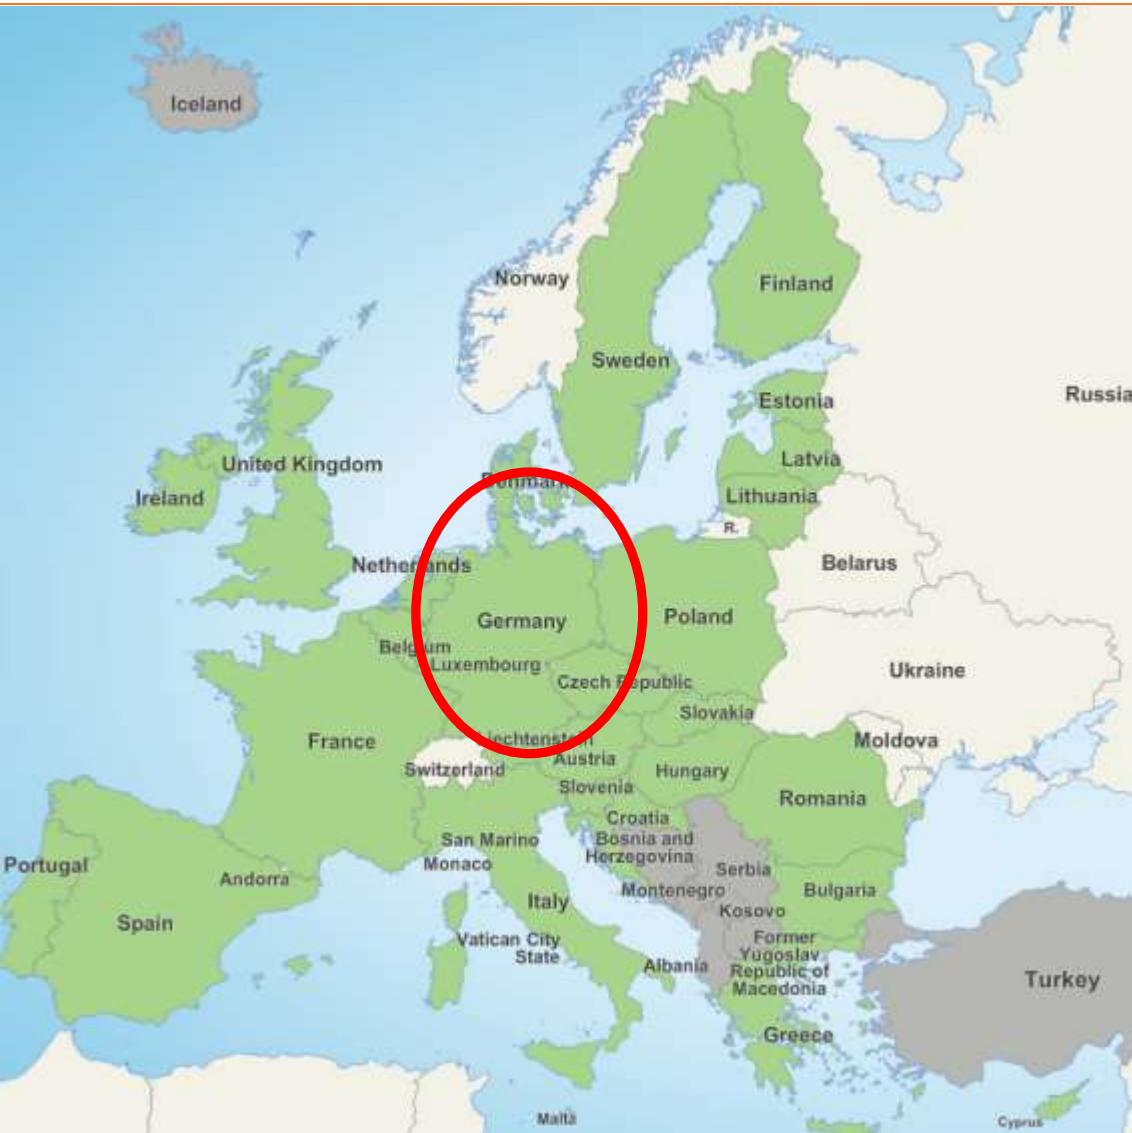 Iceland
Norway
Finland
Sweden
Russia
Estonia
Latvia
United Kingdom
Denmark
Ireland
Lithuania
R.
Netherlands
Belarus
Germany
Poland
Belgium
Luxembourg
Ukraine
Czech Republic
Slovakia
France
Liechtenstein
Moldova
Austria
Switzerland
Hungary
Slovenia
Romania
Croatia
San Marino
Bosnia and
Herzegovina
Portugal
Monaco
Serbia
Andorra
Montenegro
Bulgaria
Italy
Kosovo
Spain
Vatican City
State
Former
Yugoslav
Albania
Republic of
Macedonia
Turkey
Greece
Malta
Cyprus